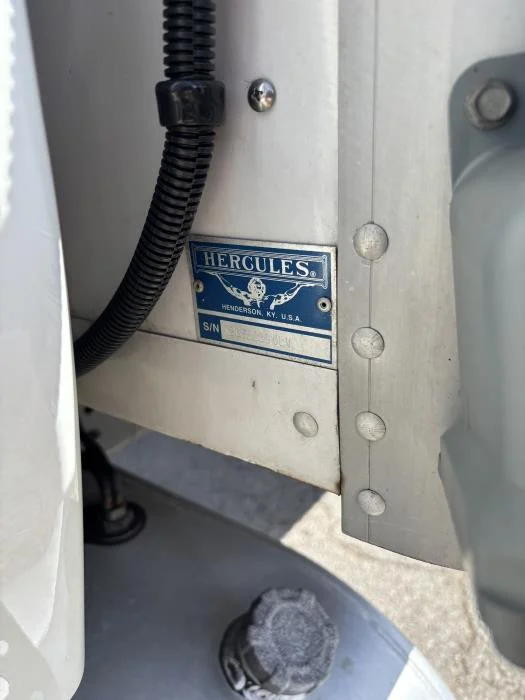 HERCULES®
HENDERSON, KY. U.S.A.
S/N